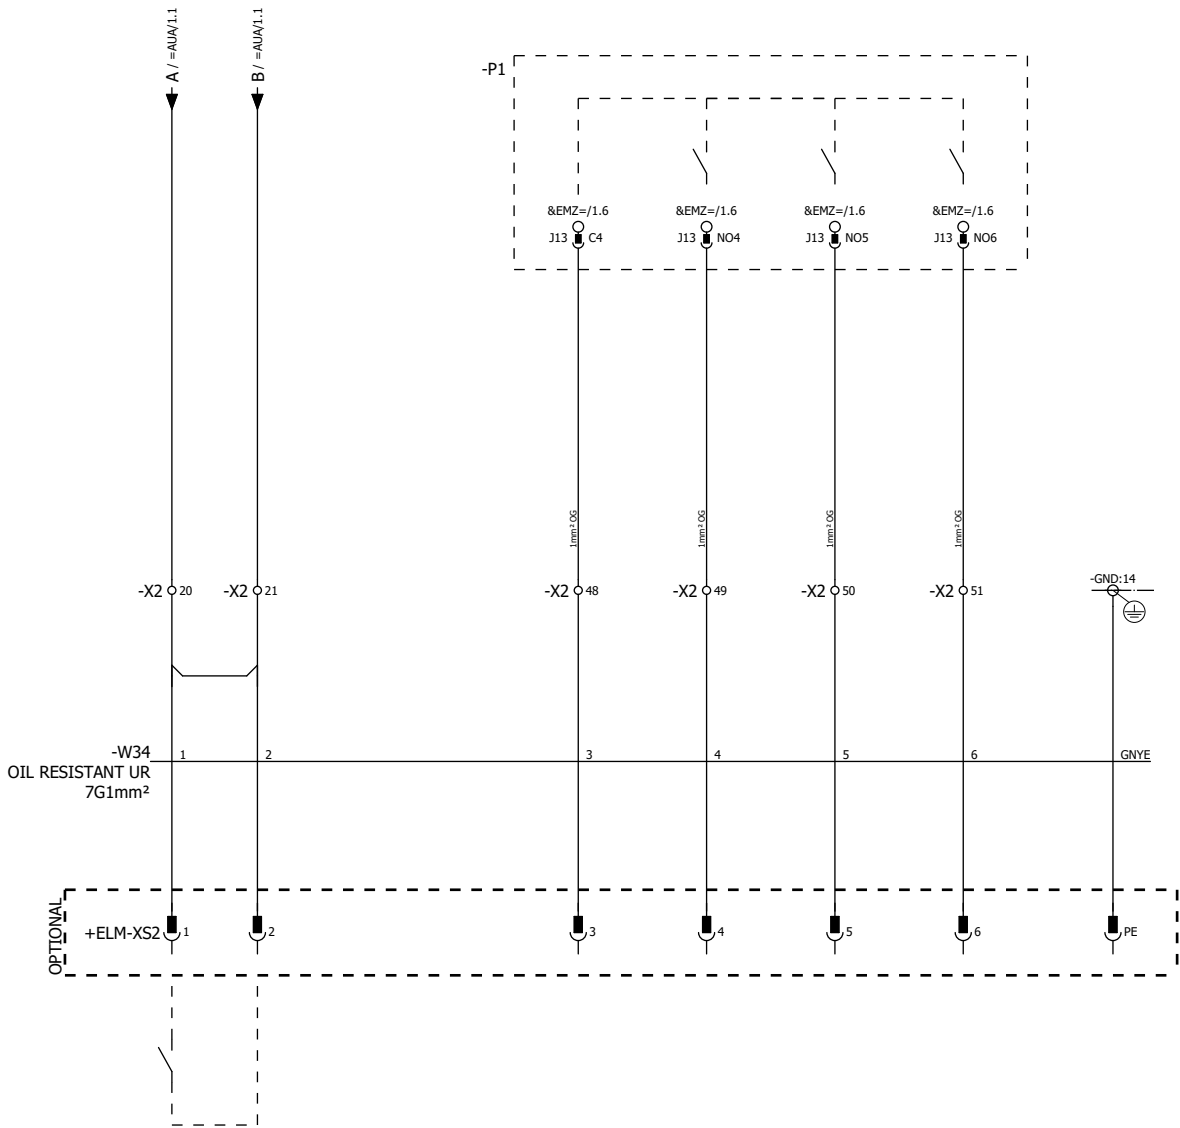 A / =AUA/1.1
B / =AUA/1.1
-P1
&EMZ=/1.6 &EMZ=/1.6 &EMZ=/1.6 &EMZ=/1.6
J13 C4 J13 NO4 J13 NO5 J13 NO6
1mm² OG 1mm² OG 1mm² OG 1mm² OG
-GND:14
-X2 20 -X2 21 -X2 48 -X2 49 -X2 50 -X2 51
-W34 1 2 3 4 5 6 GNYE
OIL RESISTANT UR
7G1mm²
OPTIONAL
+ELM-XS2 1 2 3 4 5 6 PE